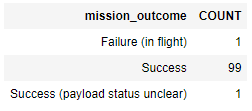 mission_outcome COUNT
Failure (in flight) 1
Success 99
Success (payload status unclear) 1